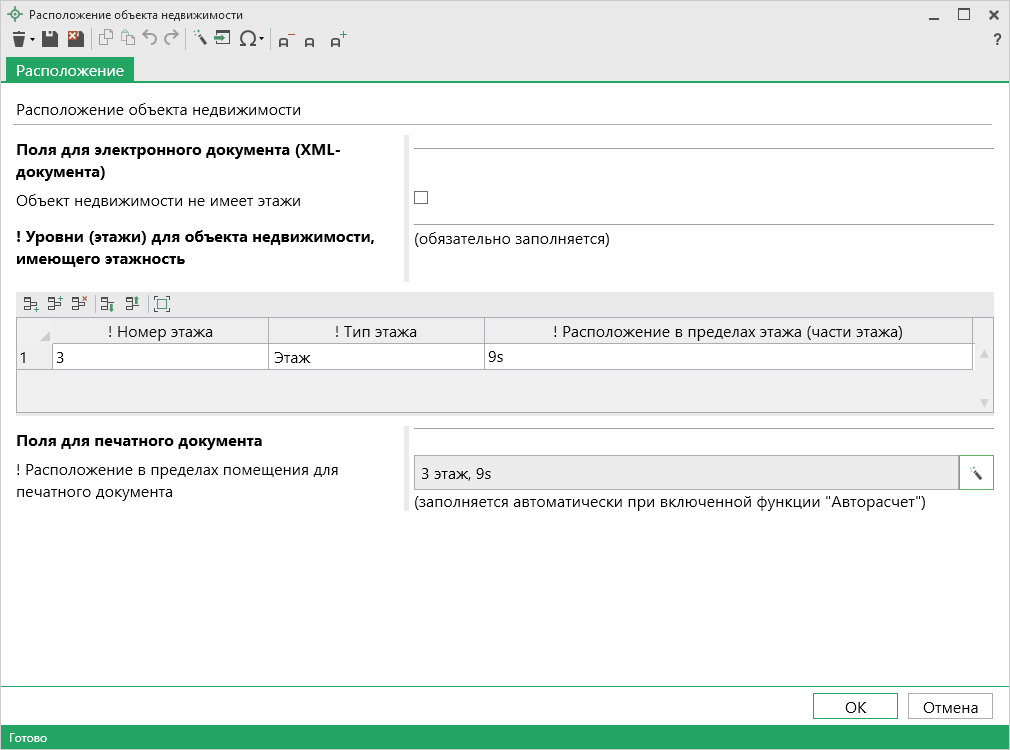 Расположение объекта недвижимости
?
Расположение
Расположение объекта недвижимости
Поля для электронного документа (XML-
документа)
Объект недвижимости не имеет этажи
! Уровни (этажи) для объекта недвижимости,
имеющего этажность
(обязательно заполняется)
! Номер этажа ! Тип этажа ! Расположение в пределах этажа (части этажа)
1 3 Этаж 9s
Поля для печатного документа
! Расположение в пределах помещения для
печатного документа
3 этаж, 9s
(заполняется автоматически при включенной функции "Авторасчет")
ОК Отмена
Готово